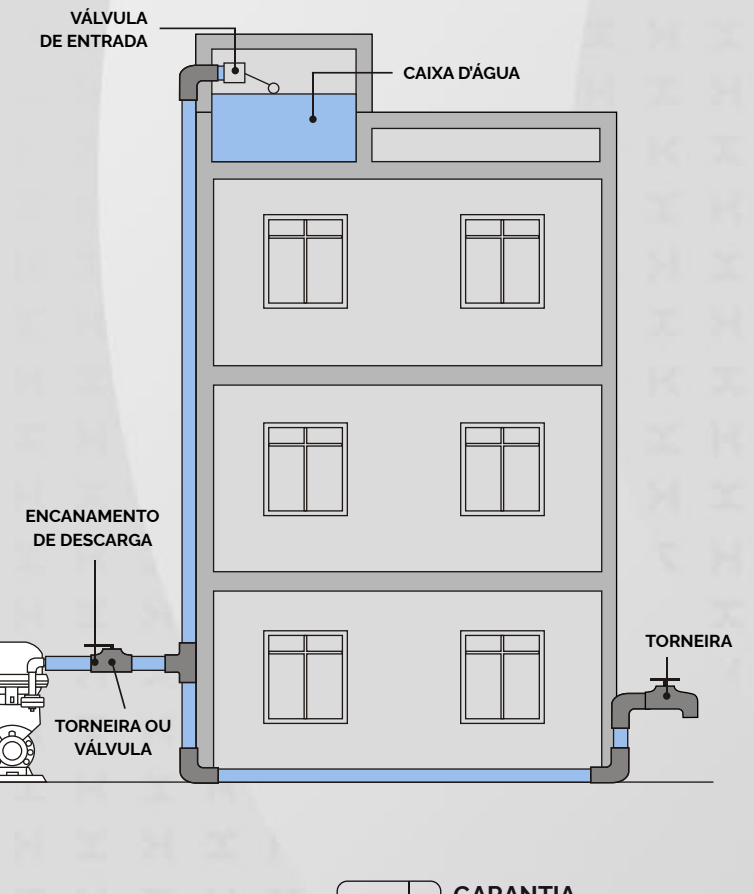 VÁLVULA
DE ENTRADA
CAIXA D'ÁGUA
ENCANAMENTO
DE DESCARGA
TORNEIRA OU
VÁLVULA
TORNEIRA
GARANTIA